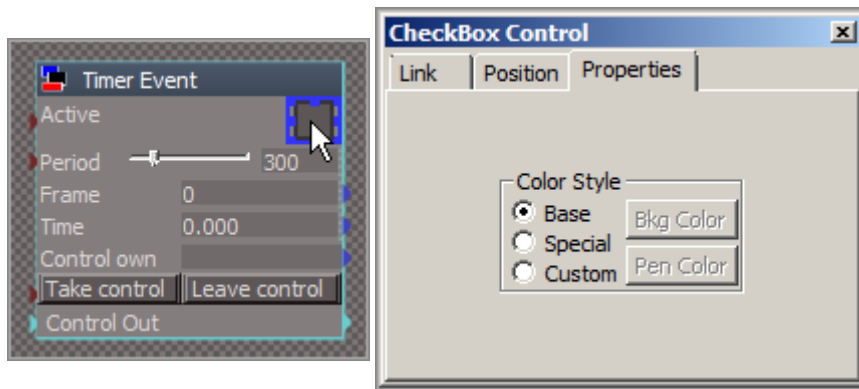 Timer Event
Active
Period 300
Frame 0
Time 0.000
Control own
Take control Leave control
Control Out
CheckBox Control
Link Position Properties
Color Style
Base Bkg Color
Special
Custom Pen Color